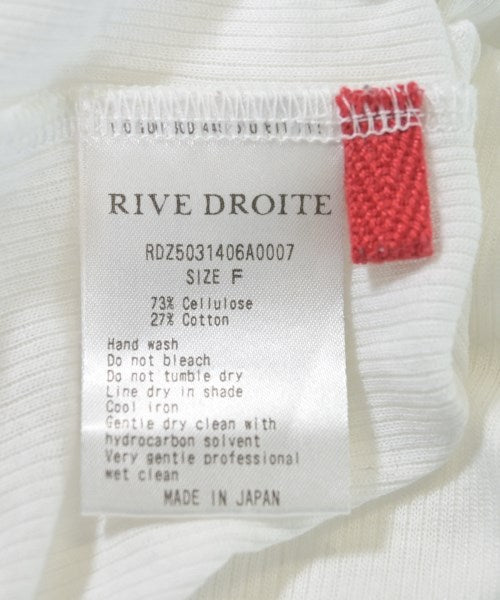 RIVE DROITE
RDZ5031406A0007
SIZE F
73% Cellulose
27% Cotton
Hand wash
Do not bleach
Do not tumble dry
Line dry in shade
Cool iron
Gentle dry clean with
hydrocarbon solvent
Very gentle professional
wet clean
MADE IN JAPAN